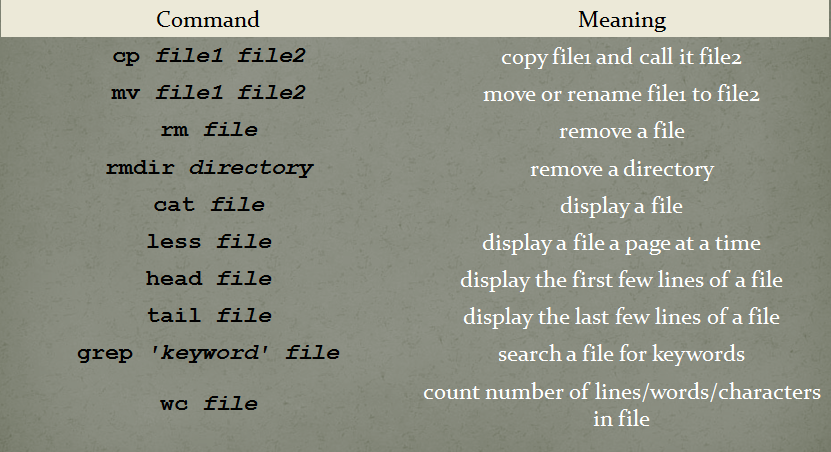 Command Meaning
cp file1 file2 copy file1 and call it file2
mv file1 file2 move or rename file1 to file2
rm file remove a file
rmdir directory remove a directory
cat file display a file
less file display a file a page at a time
head file display the first few lines of a file
tail file display the last few lines of a file
grep 'keyword' file search a file for keywords
wc file count number of lines/words/characters
in file